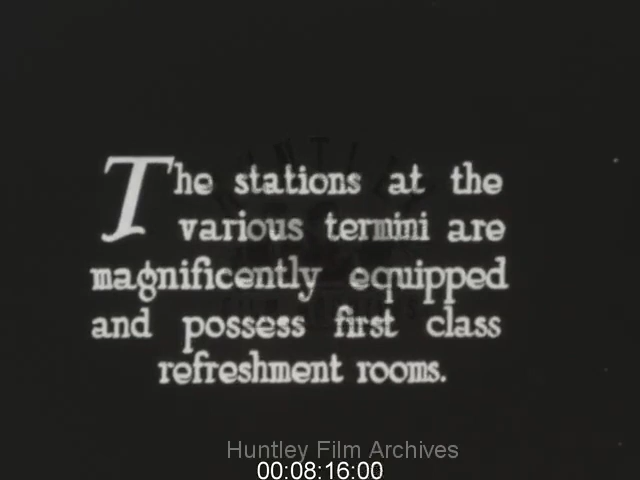 The stations at the
various termini are
magnificently equipped
and possess first class
refreshment rooms.
Huntley Film Archives
00:08:16:00